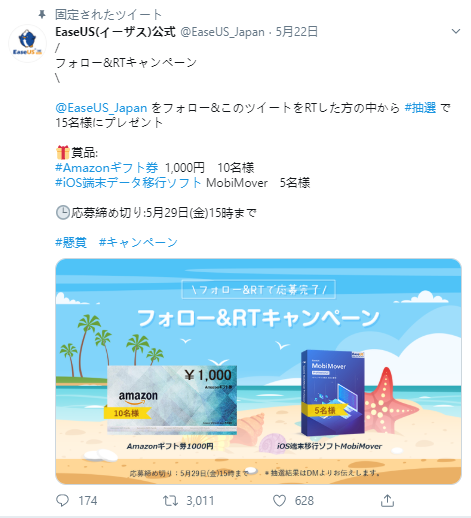 固定されたツイート
EaseUS(イーザス)公式 @EaseUS_Japan · 5月22日
/
フォロー&RTキャンペーン
\
@EaseUS_Japan をフォロー&このツイートをRTした方の中から #抽選 で
15名様にプレゼント
賞品:
#Amazonギフト券 1,000円 10名様
#iOS端末データ移行ソフト MobiMover 5名様
応募締め切り:5月29日(金)15時まで
#懸賞 #キャンペーン
\フォロー&RTで応募完了/
フォロー&RTキャンペーン
¥1,000
amazon
10名様
Amazonギフト券1000円
MobiMover
5名様
iOS端末移行ソフトMobiMover
応募締め切り：5月29日(金)15時まで
*抽選結果はDMよりお伝えします。
174
3,011
628